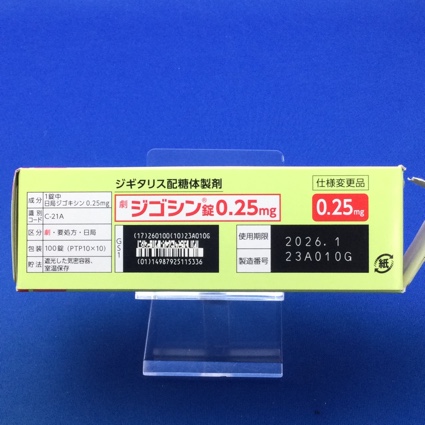 ジギタリス配糖体製剤
仕様変更品
成分 1錠中
日局ジゴキシン 0.25mg
識別コード C-21A
区分 劇・要処方・日局
包装 100錠 (PTP10×10)
貯法 遮光した気密容器、
室温保存
劇 ジゴシン®錠0.25mg
0.25mg
GS1
(17)260100(10)23A010G
(01)14987925115336
使用期限 2026.1
製造番号 23A010G
紙